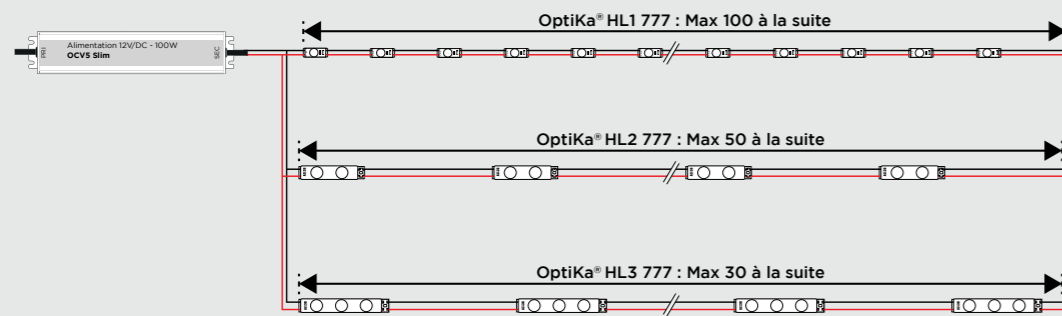 OptiKa® HL1 777 : Max 100 à la suite
PRI
Alimentation 12V/DC - 100W
OCV5 Slim
SEC
OptiKa® HL2 777 : Max 50 à la suite
OptiKa® HL3 777 : Max 30 à la suite